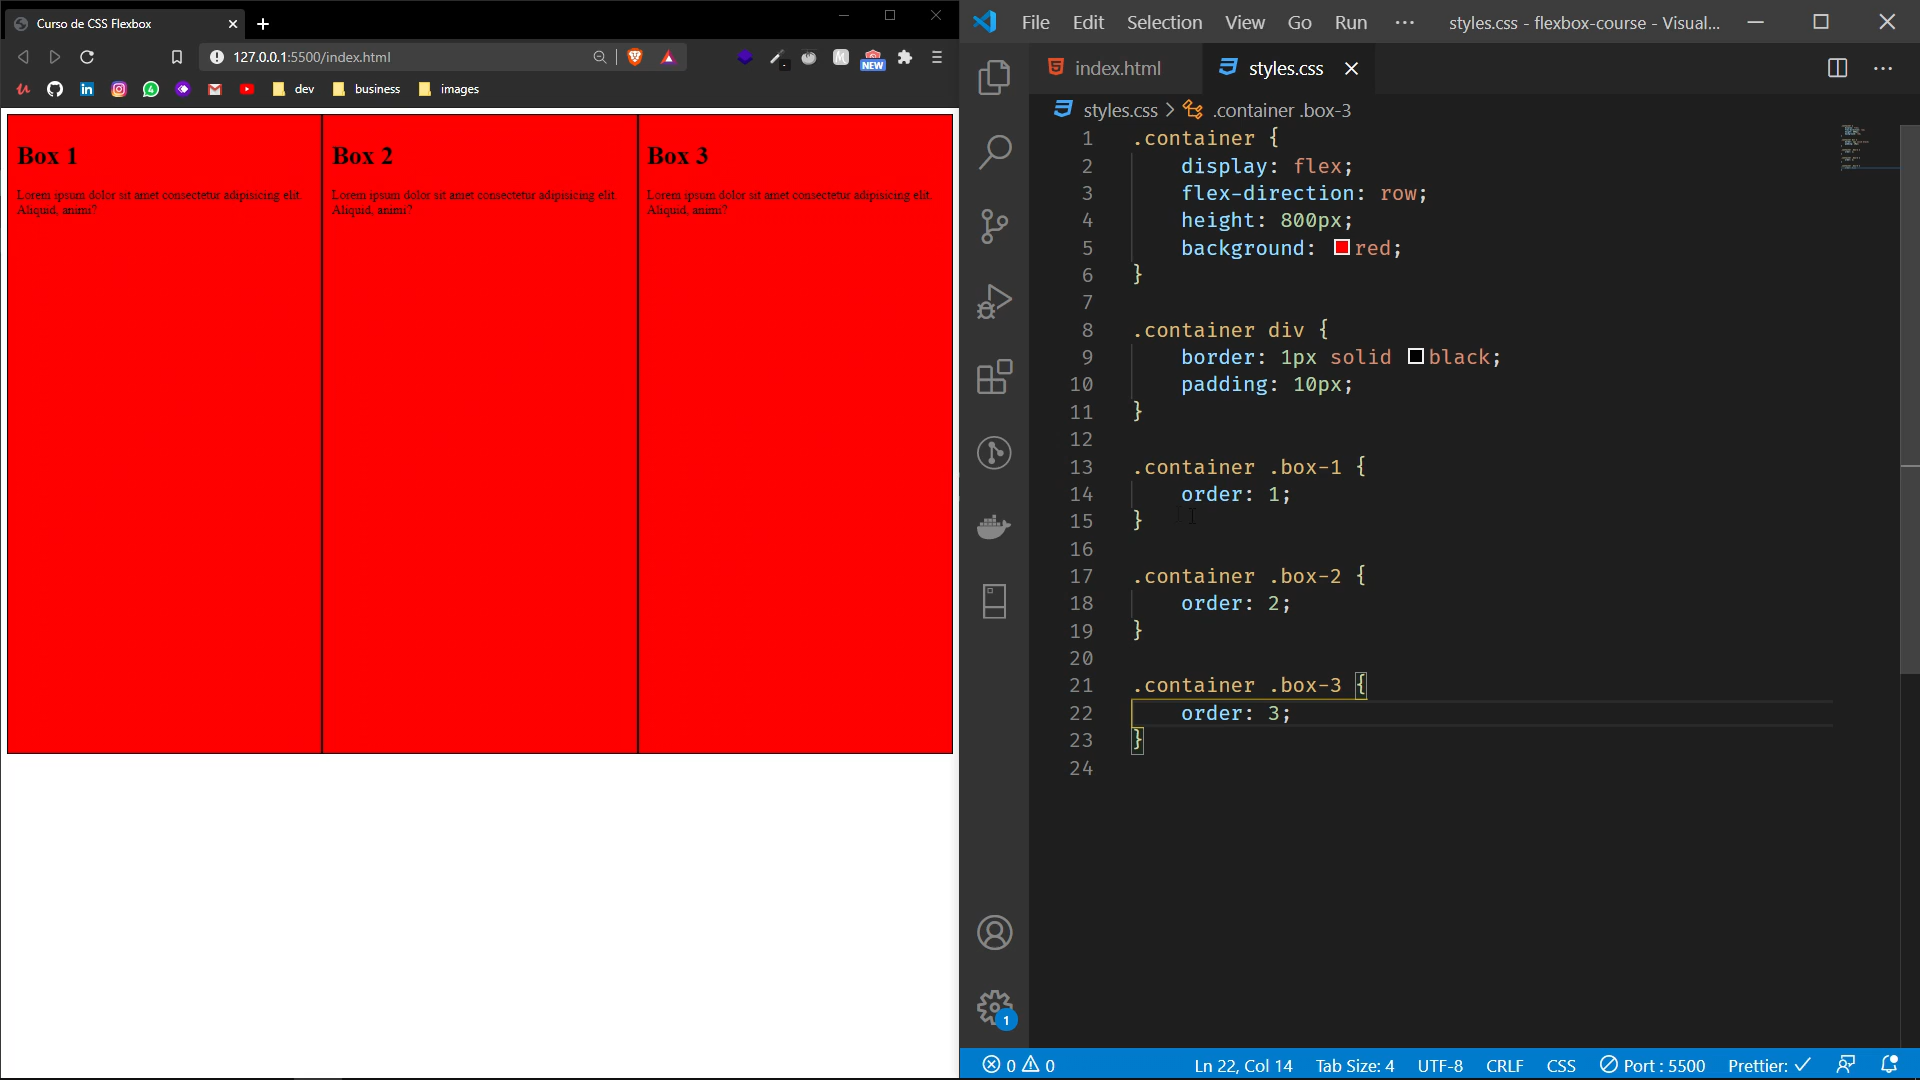 Curso de CSS Flexbox
127.0.0.1:5500/index.html
NEW
dev
business
images
Box 1
Lorem ipsum dolor sit amet consectetur adipisicing elit.
Aliquid, animi?
Box 2
Lorem ipsum dolor sit amet consectetur adipisicing elit.
Aliquid, animi?
Box 3
Lorem ipsum dolor sit amet consectetur adipisicing elit.
Aliquid, animi?
File Edit Selection View Go Run ··· styles.css - flexbox-course - Visual...
index.html
styles.css
styles.css > .container .box-3
1 .container {
2 display: flex;
3 flex-direction: row;
4 height: 800px;
5 background: red;
6 }
7
8 .container div {
9 border: 1px solid black;
10 padding: 10px;
11 }
12
13 .container .box-1 {
14 order: 1;
15 }
16
17 .container .box-2 {
18 order: 2;
19 }
20
21 .container .box-3 {
22 order: 3;
23 }
24
1
0 0 Ln 22, Col 14 Tab Size: 4 UTF-8 CRLF CSS Port : 5500 Prettier: ✓